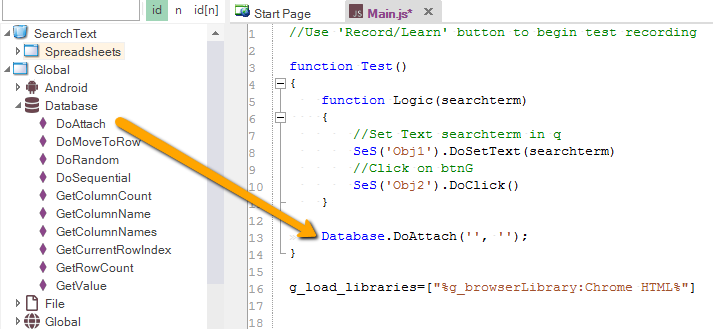 id n id[n]
SearchText
Spreadsheets
Global
Android
Database
DoAttach
DoMoveToRow
DoRandom
DoSequential
GetColumnCount
GetColumnName
GetColumnNames
GetCurrentRowIndex
GetRowCount
GetValue
File
Global
Start Page Main.js*
1 //Use 'Record/Learn' button to begin test recording
2
3 function Test()
4 {
5 function Logic(searchterm)
6 {
7 //Set Text searchterm in q
8 SeS('Obj1').DoSetText(searchterm)
9 //Click on btnG
10 SeS('Obj2').DoClick()
11 }
12
13 Database.DoAttach('', '');
14 }
15
16 g_load_libraries=["%g_browserLibrary:Chrome HTML%"]
17
18